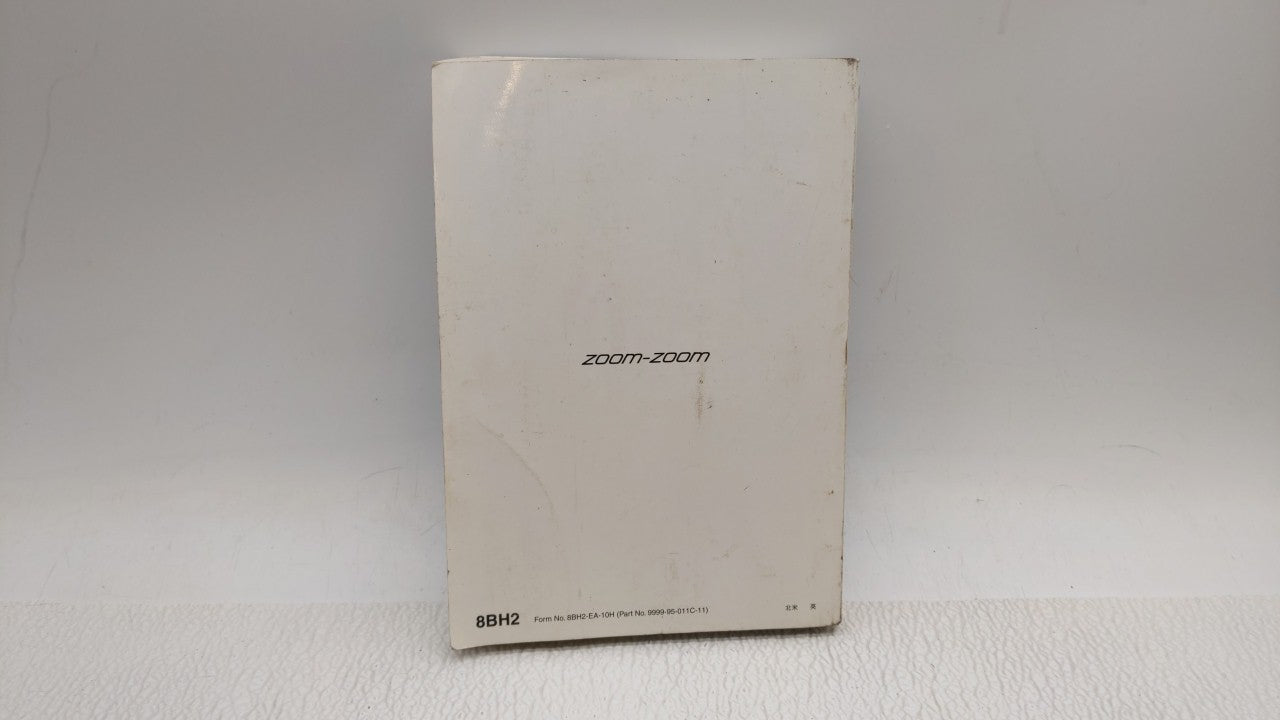 zoom-zoom
8BH2 Form No. 8BH2-EA-10H (Part No. 9999-95-011C-11) 北米 英